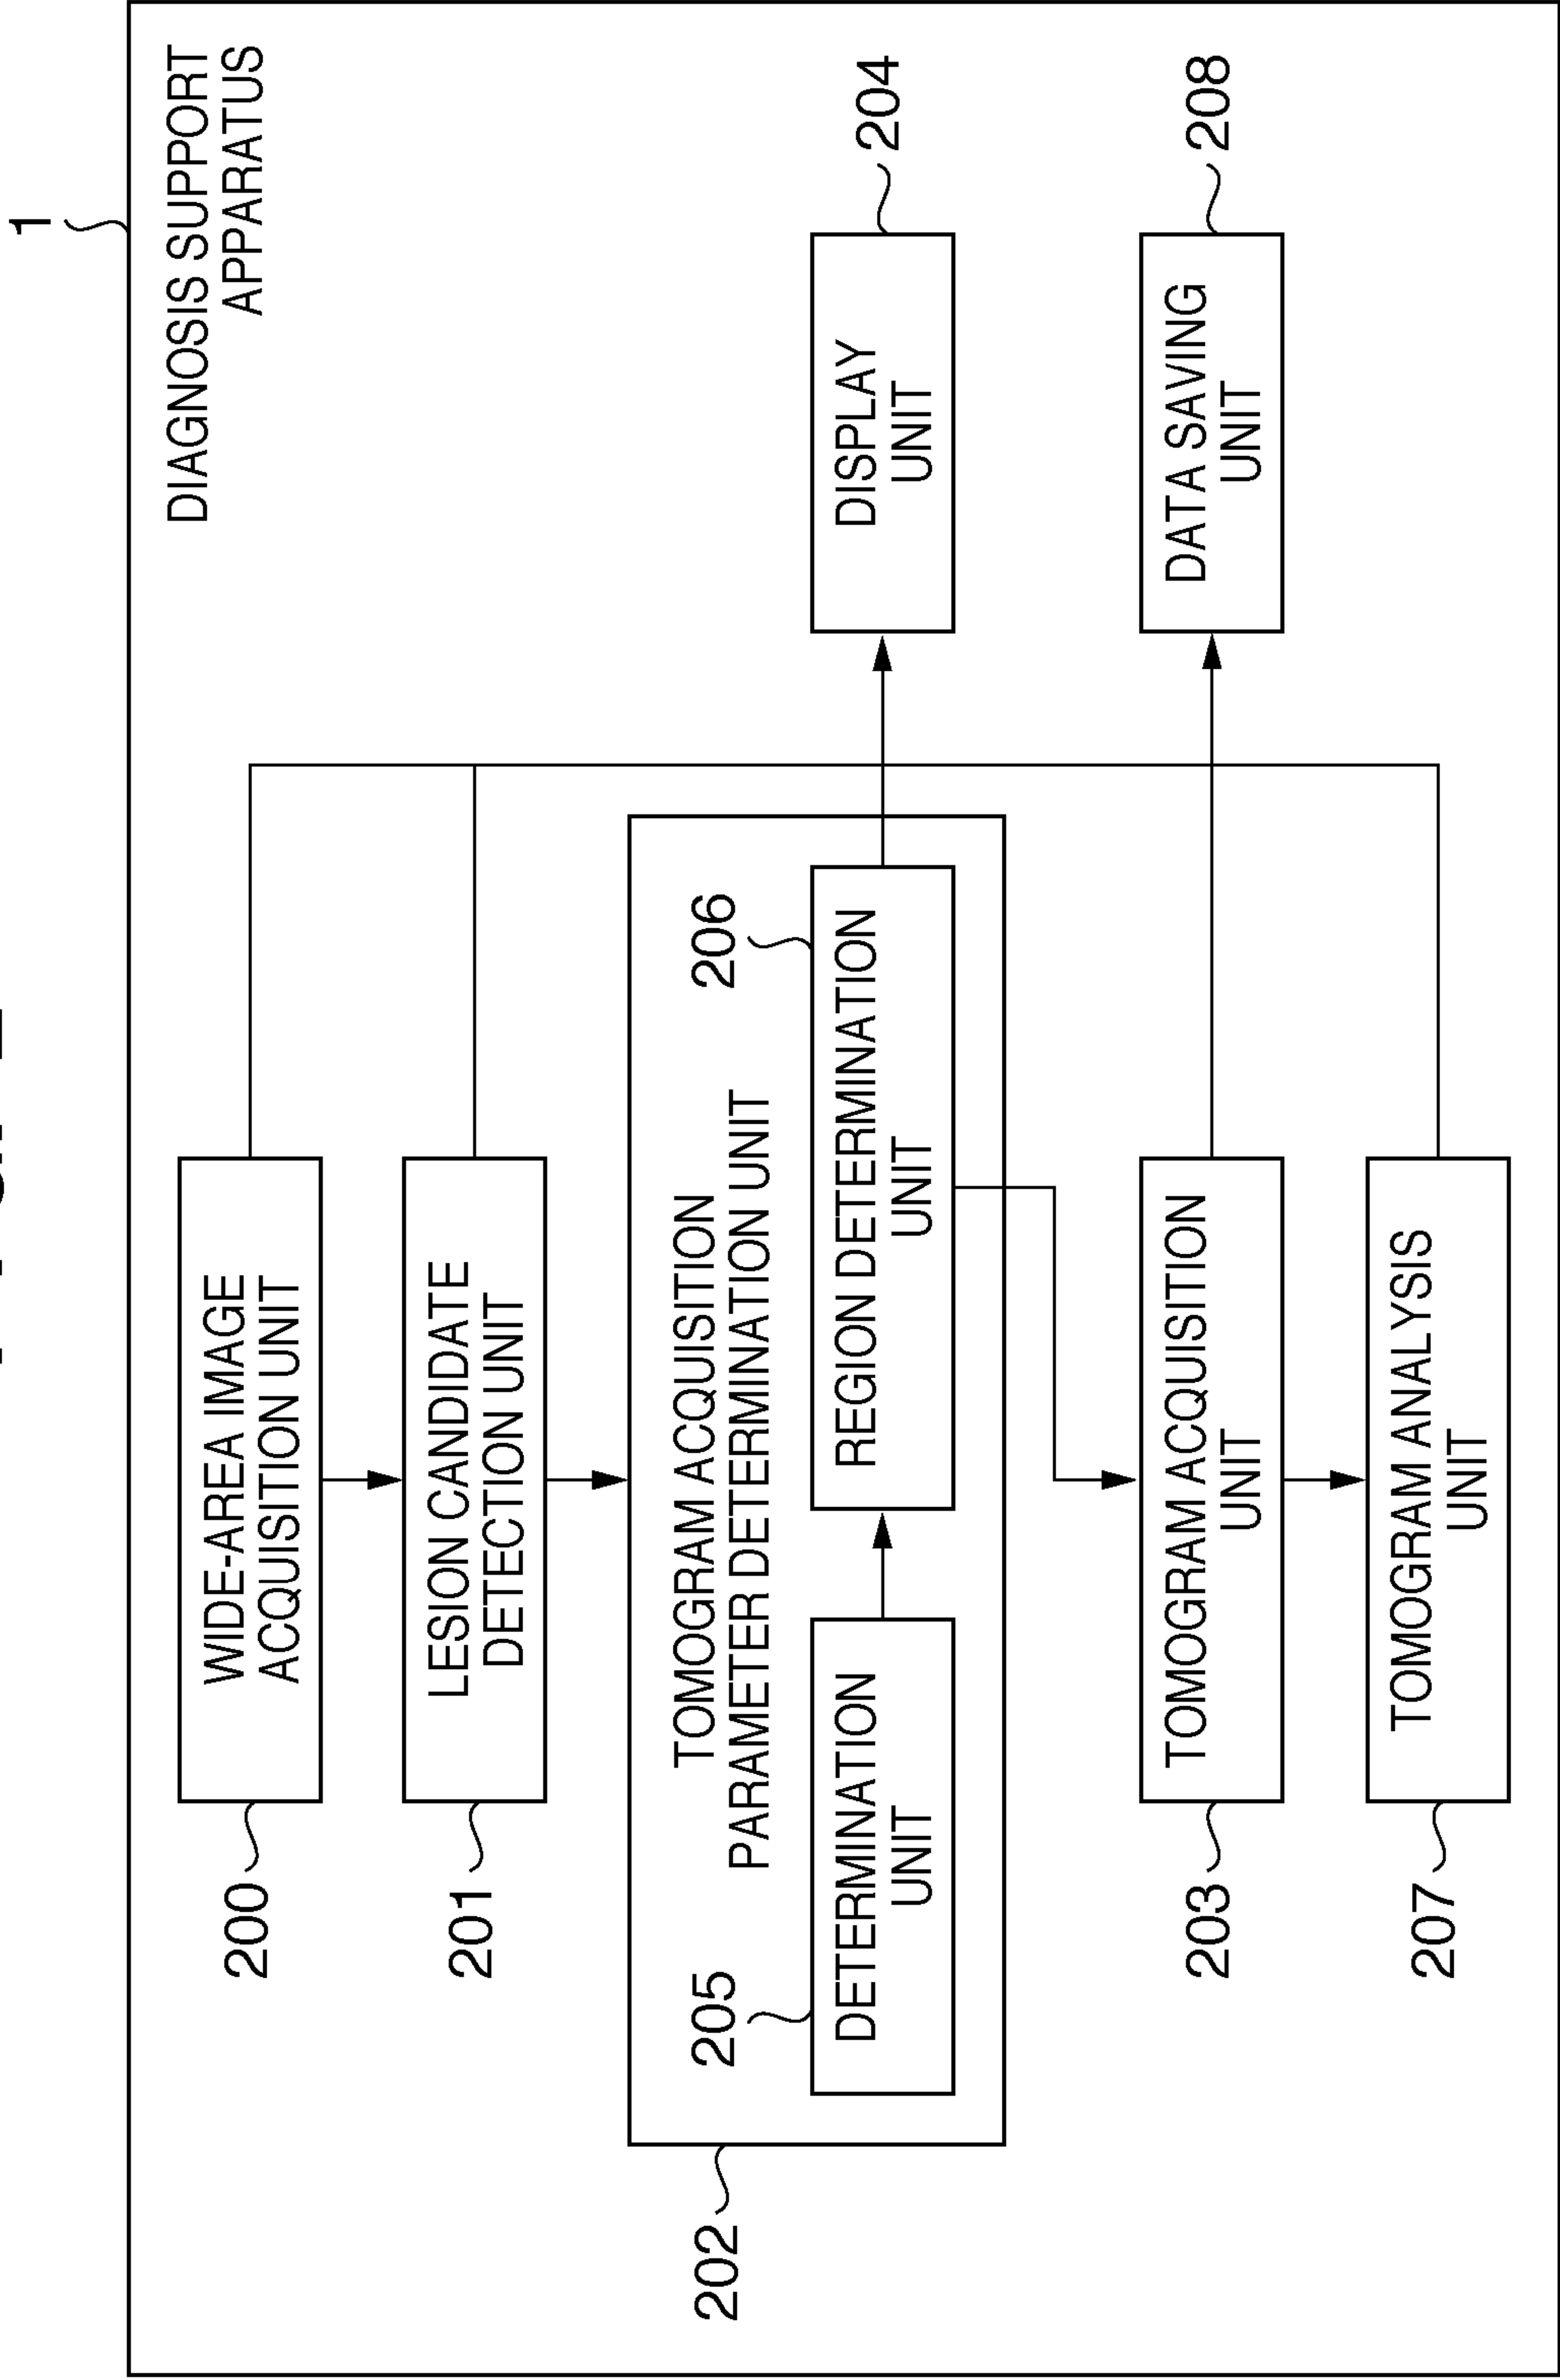 1
DIAGNOSIS SUPPORT
APPARATUS
200
WIDE-AREA IMAGE
ACQUISITION UNIT
201
LESION CANDIDATE
DETECTION UNIT
202
TOMOGRAM ACQUISITION
PARAMETER DETERMINATION UNIT
205
DETERMINATION
UNIT
206
REGION DETERMINATION
UNIT
DISPLAY
UNIT
204
203
TOMOGRAM ACQUISITION
UNIT
DATA SAVING
UNIT
208
207
TOMOGRAM ANALYSIS
UNIT